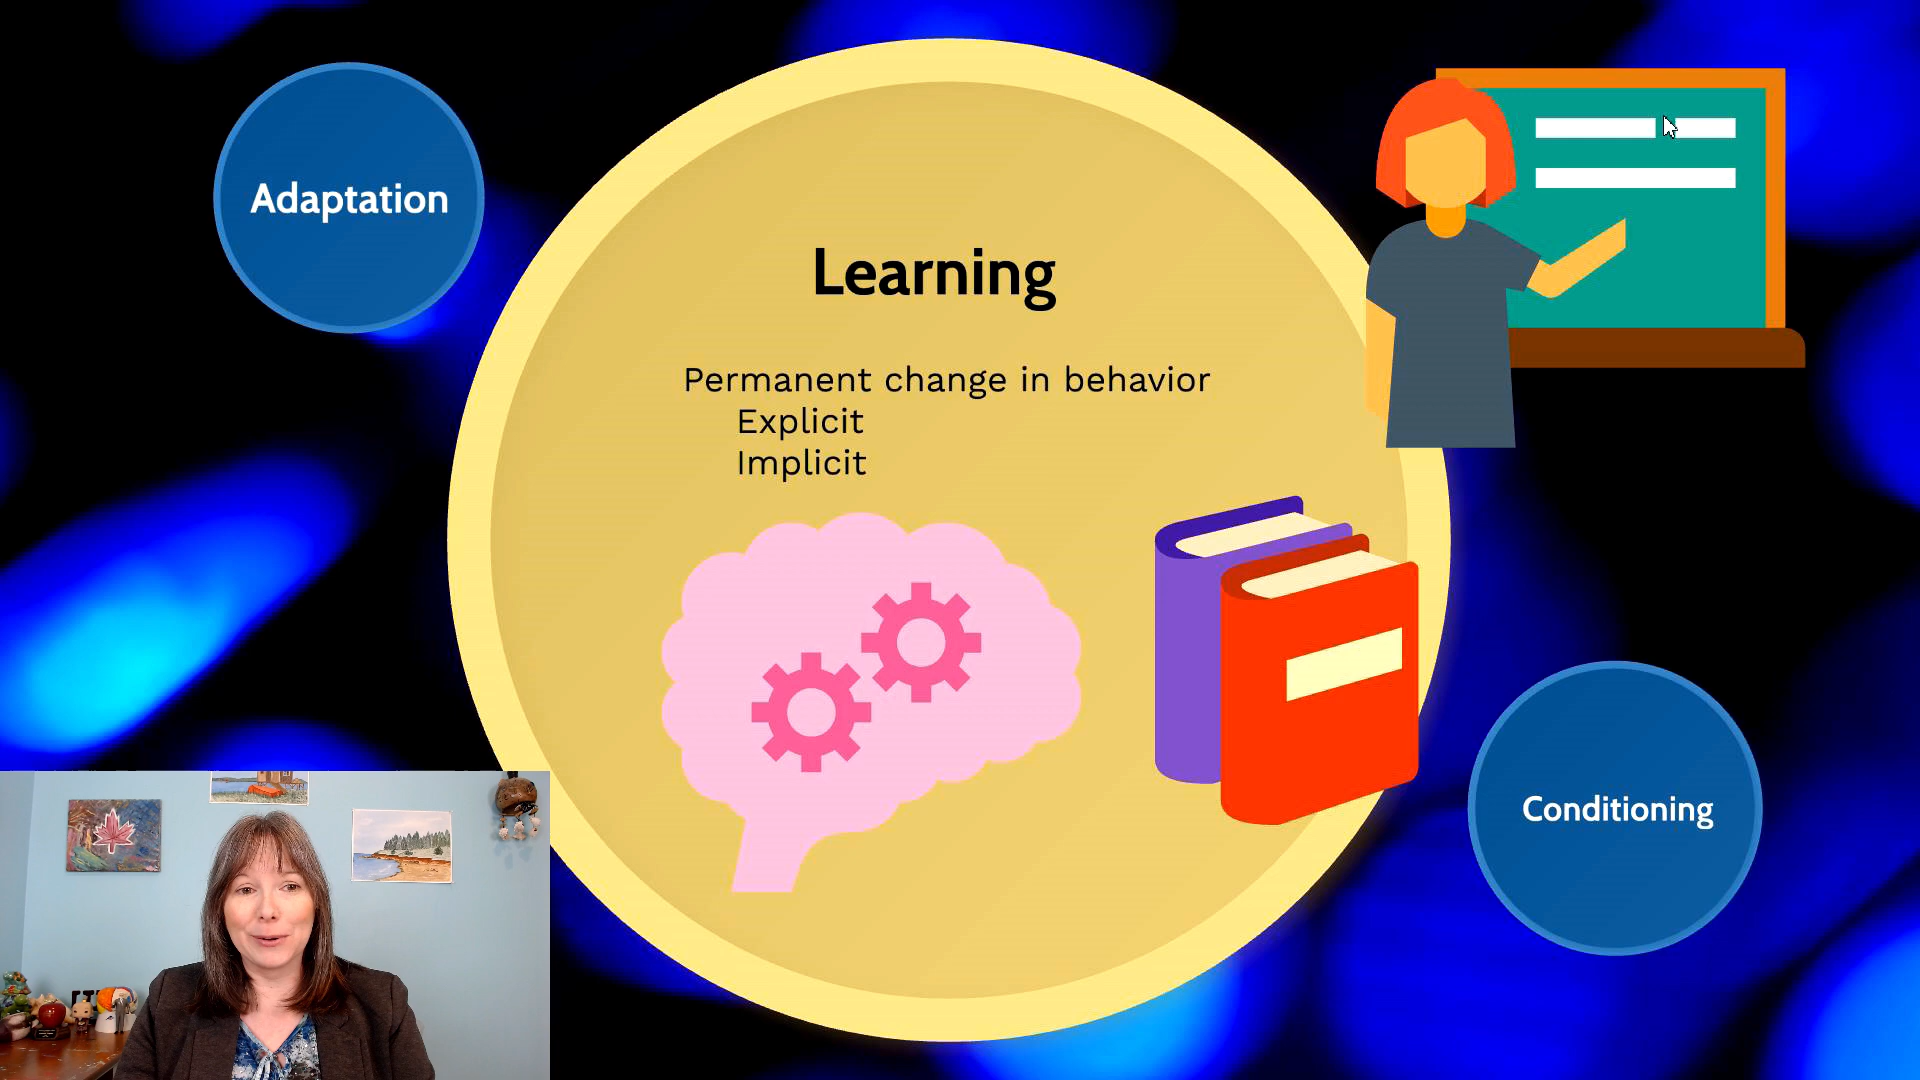 Adaptation
Learning
Permanent change in behavior
Explicit
Implicit
Conditioning